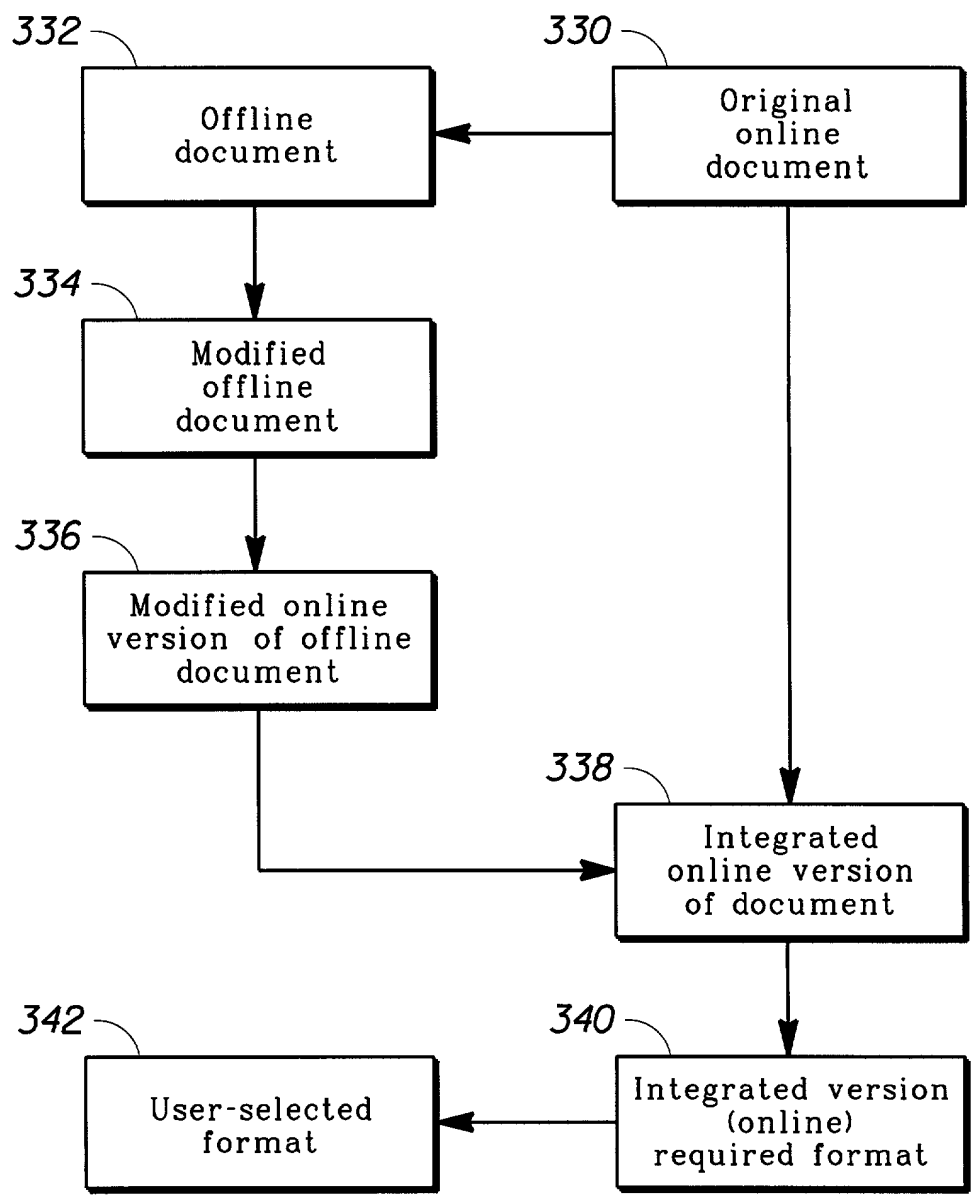 332
Offline
document
330
Original
online
document
334
Modified
offline
document
336
Modified online
version of offline
document
338
Integrated
online version
of document
342
User-selected
format
340
Integrated version
(online)
required format